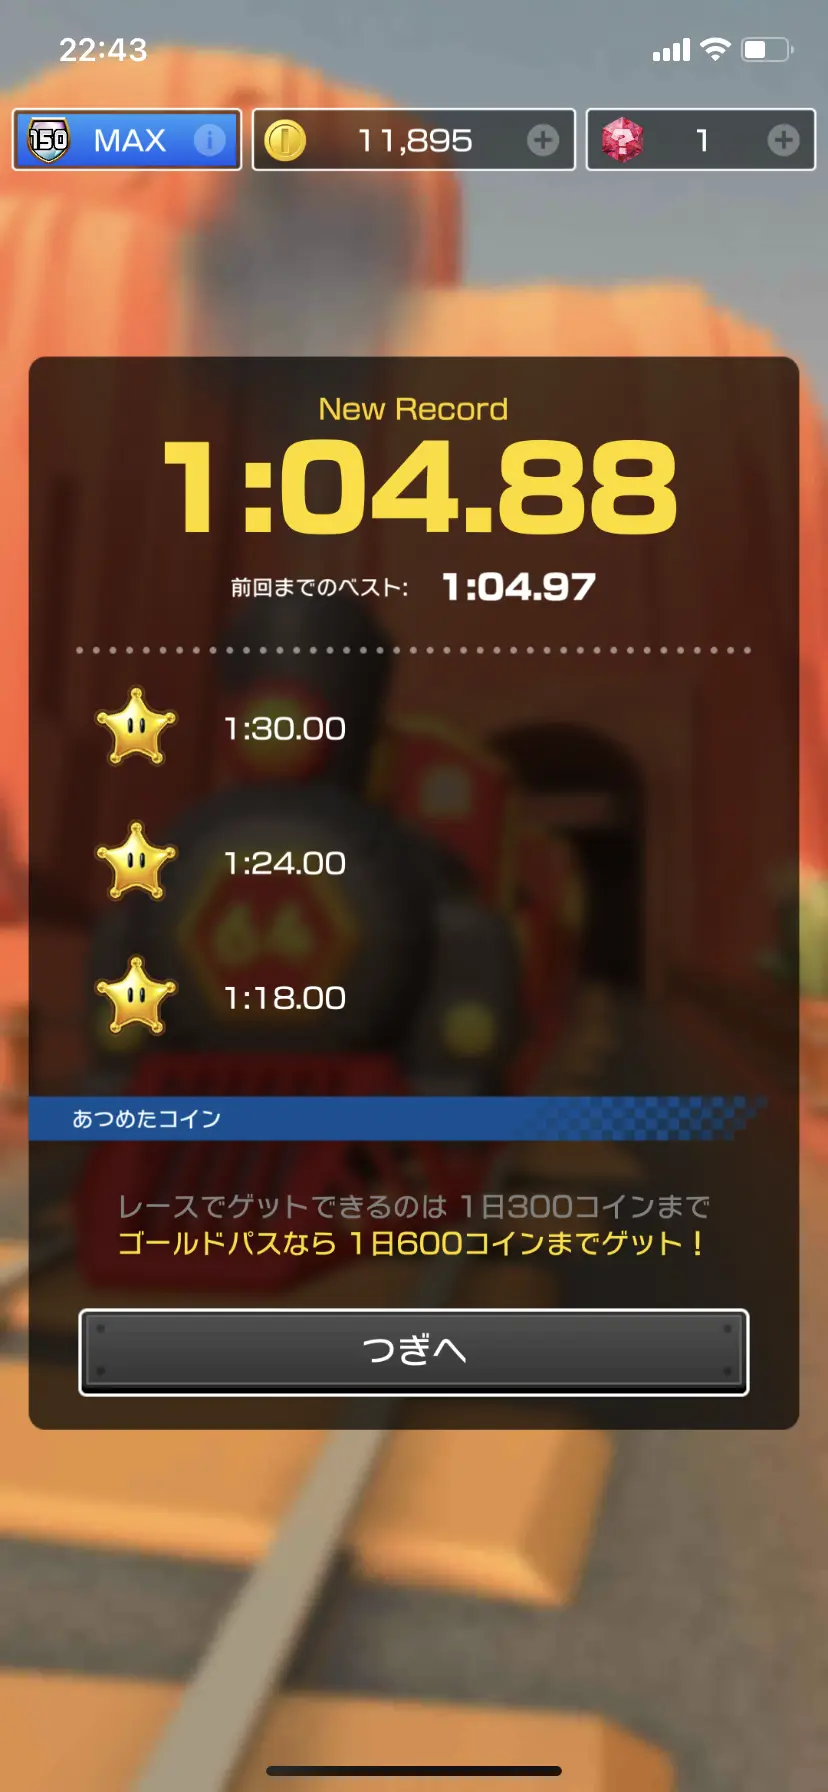 22:43
150 MAX i 11,895 + ? 1 +
New Record
1:04.88
前回までのベスト: 1:04.97
1:30.00
1:24.00
64
1:18.00
あつめたコイン
レースでゲットできるのは 1日300コインまで
ゴールドパスなら 1日600コインまでゲット！
つぎへ